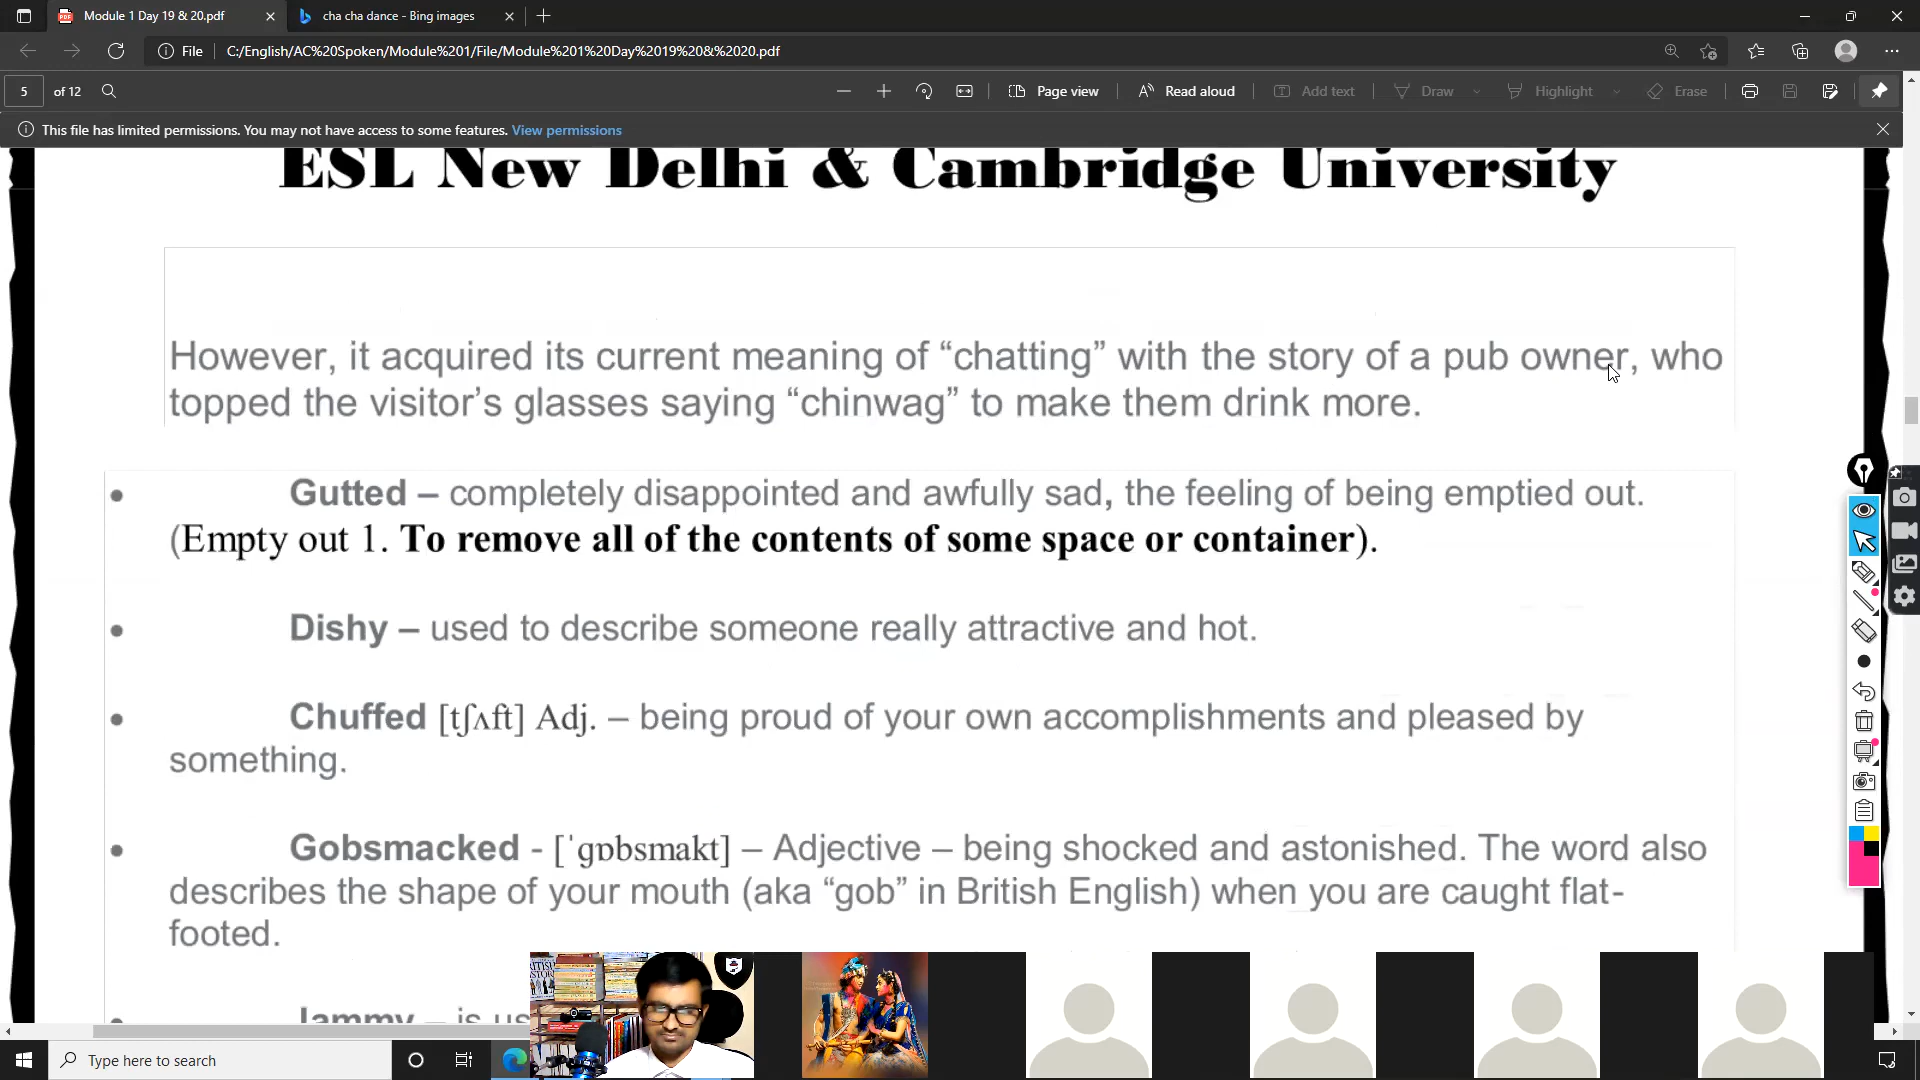 Module 1 Day 19 & 20.pdf
cha cha dance - Bing images
File
C:/English/AC%20Spoken/Module%201/File/Module%201%20Day%2019%20&%2020.pdf
5 of 12
Page view
Read aloud
Add text
Draw
Highlight
Erase
This file has limited permissions. You may not have access to some features. View permissions
ESL New Delhi & Cambridge University
However, it acquired its current meaning of “chatting” with the story of a pub owner, who
topped the visitor’s glasses saying “chinwag” to make them drink more.
• Gutted – completely disappointed and awfully sad, the feeling of being emptied out.
(Empty out 1. To remove all of the contents of some space or container).
• Dishy – used to describe someone really attractive and hot.
• Chuffed [tʃʌft] Adj. – being proud of your own accomplishments and pleased by
something.
• Gobsmacked - [ˈɡɒbsmakt] – Adjective – being shocked and astonished. The word also
describes the shape of your mouth (aka “gob” in British English) when you are caught flat-
footed.
• Jammy – is us
Type here to search